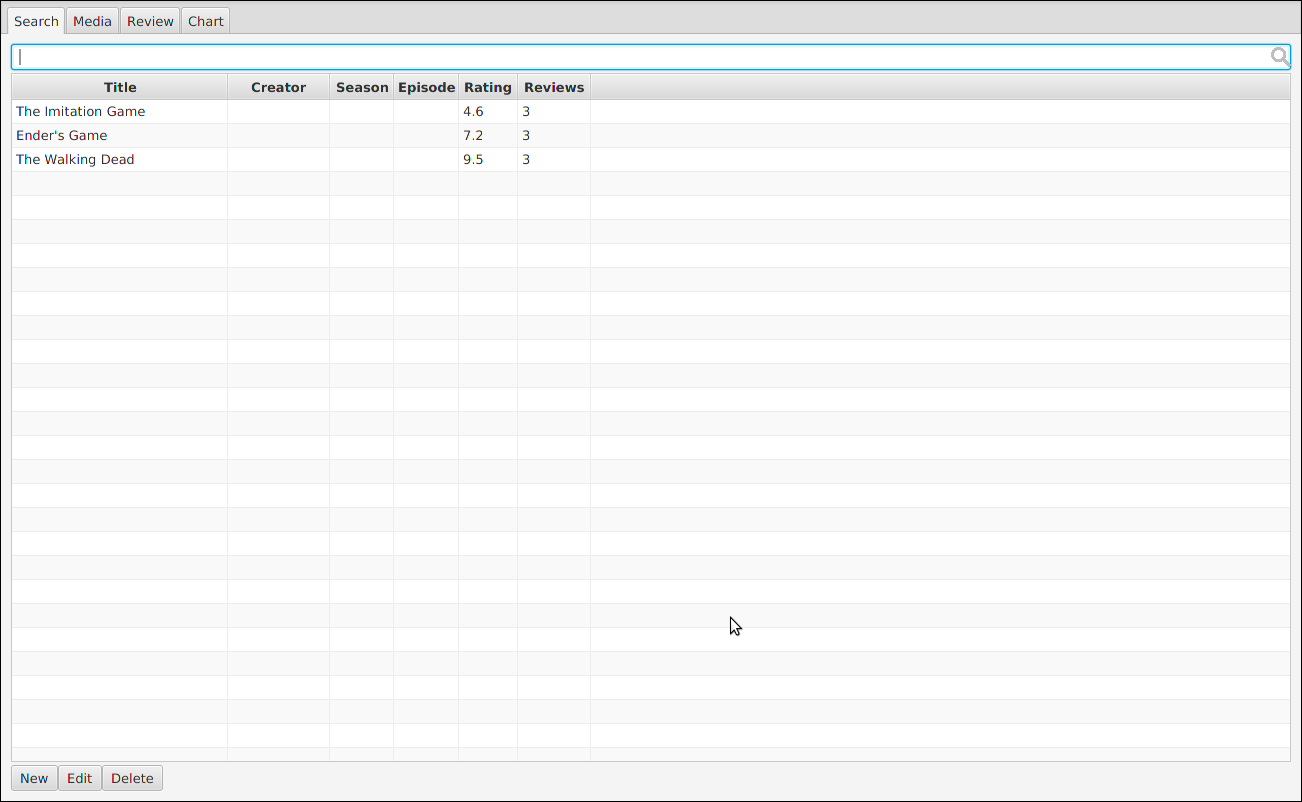 Search Media Review Chart
Title Creator Season Episode Rating Reviews
The Imitation Game 4.6 3
Ender's Game 7.2 3
The Walking Dead 9.5 3
New Edit Delete